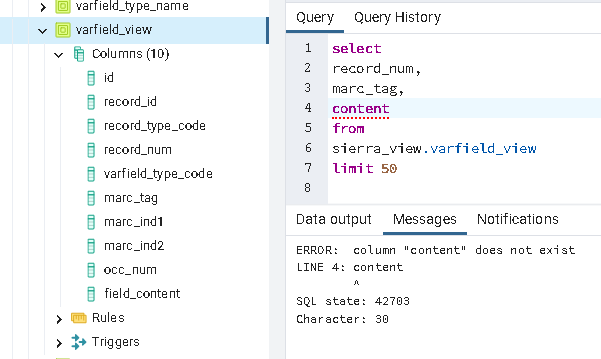 varfield_type_name
varfield_view
Columns (10)
id
record_id
record_type_code
record_num
varfield_type_code
marc_tag
marc_ind1
marc_ind2
occ_num
field_content
Rules
Triggers
Query Query History
1 select
2 record_num,
3 marc_tag,
4 content
5 from
6 sierra_view.varfield_view
7 limit 50
8
Data output Messages Notifications
ERROR: column "content" does not exist
LINE 4: content
^
SQL state: 42703
Character: 30